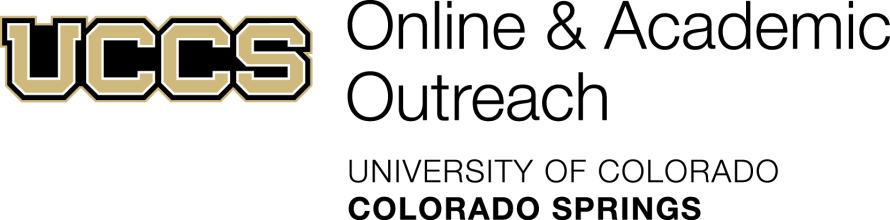 UCCS
Online & Academic
Outreach
UNIVERSITY OF COLORADO
COLORADO SPRINGS